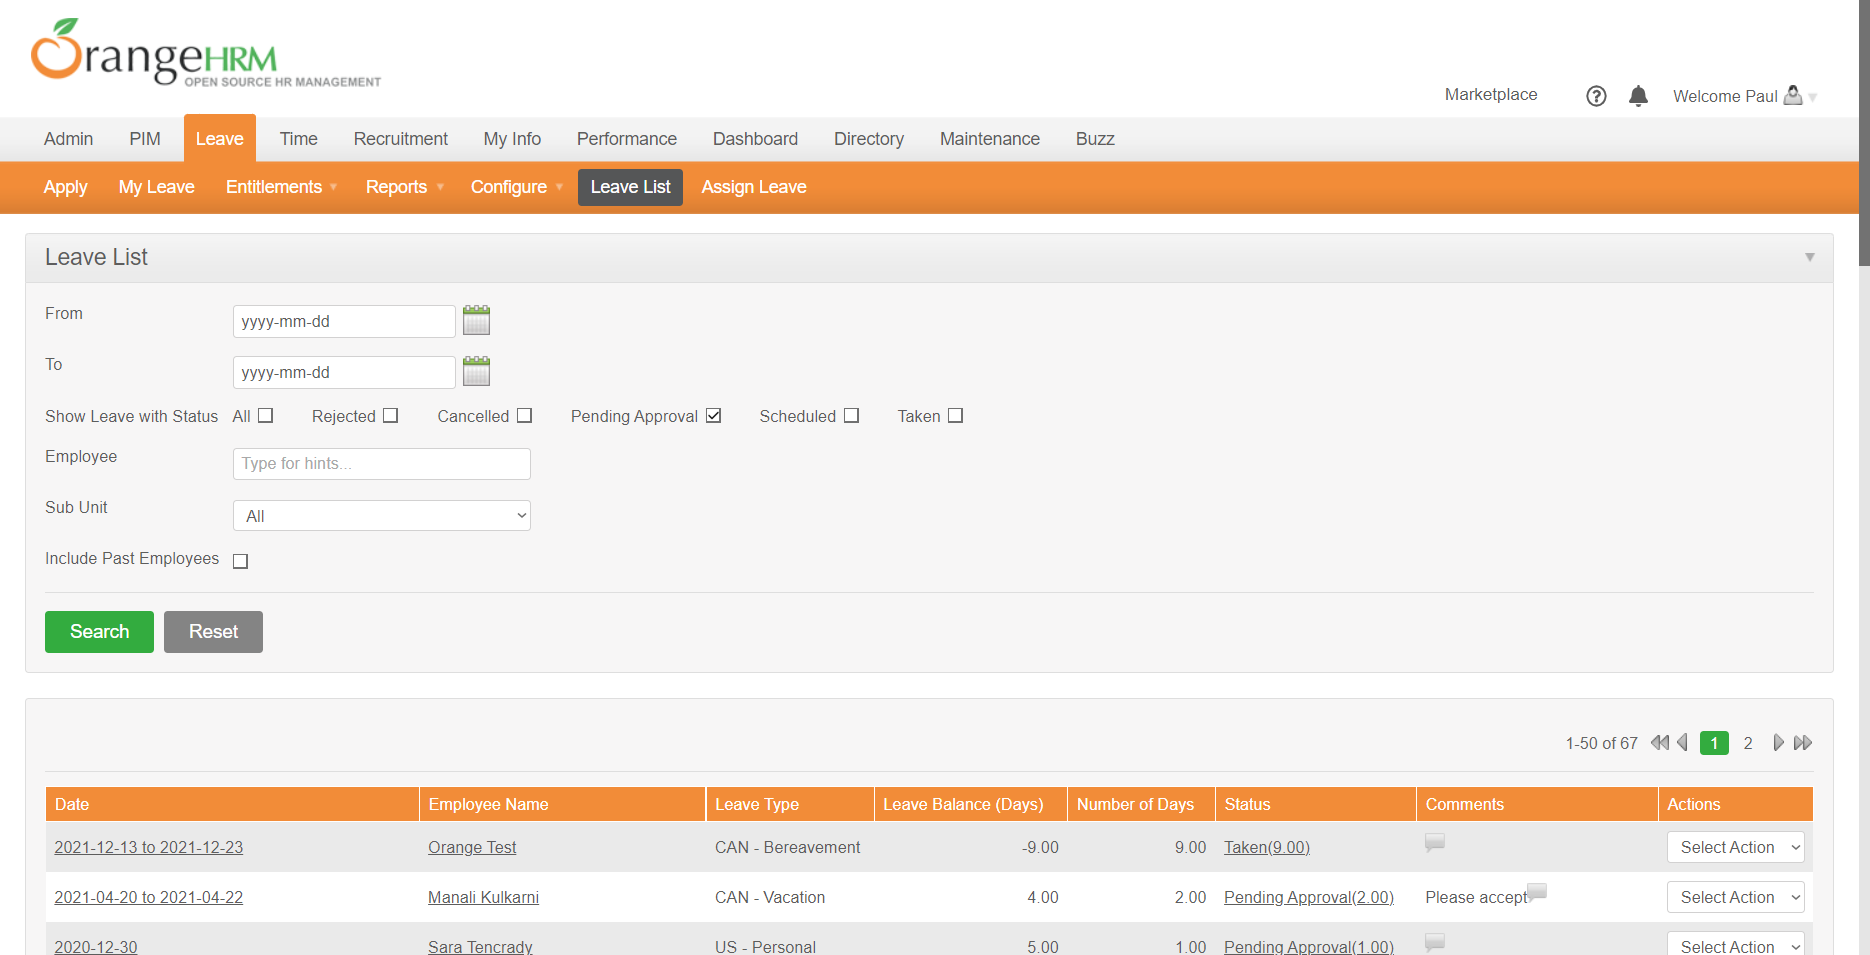 OrangeHRM
OPEN SOURCE HR MANAGEMENT
Marketplace
?
Welcome Paul
Admin PIM Leave Time Recruitment My Info Performance Dashboard Directory Maintenance Buzz
Apply My Leave Entitlements Reports Configure Leave List Assign Leave
Leave List
From yyyy-mm-dd
To yyyy-mm-dd
Show Leave with Status All Rejected Cancelled Pending Approval Scheduled Taken
Employee Type for hints...
Sub Unit All
Include Past Employees
Search Reset
1-50 of 67 1 2
Date Employee Name Leave Type Leave Balance (Days) Number of Days Status Comments Actions
2021-12-13 to 2021-12-23 Orange Test CAN - Bereavement -9.00 9.00 Taken(9.00) Select Action
2021-04-20 to 2021-04-22 Manali Kulkarni CAN - Vacation 4.00 2.00 Pending Approval(2.00) Please accept Select Action
2020-12-30 Sara Tencrady US - Personal 5.00 1.00 Pending Approval(1.00) Select Action